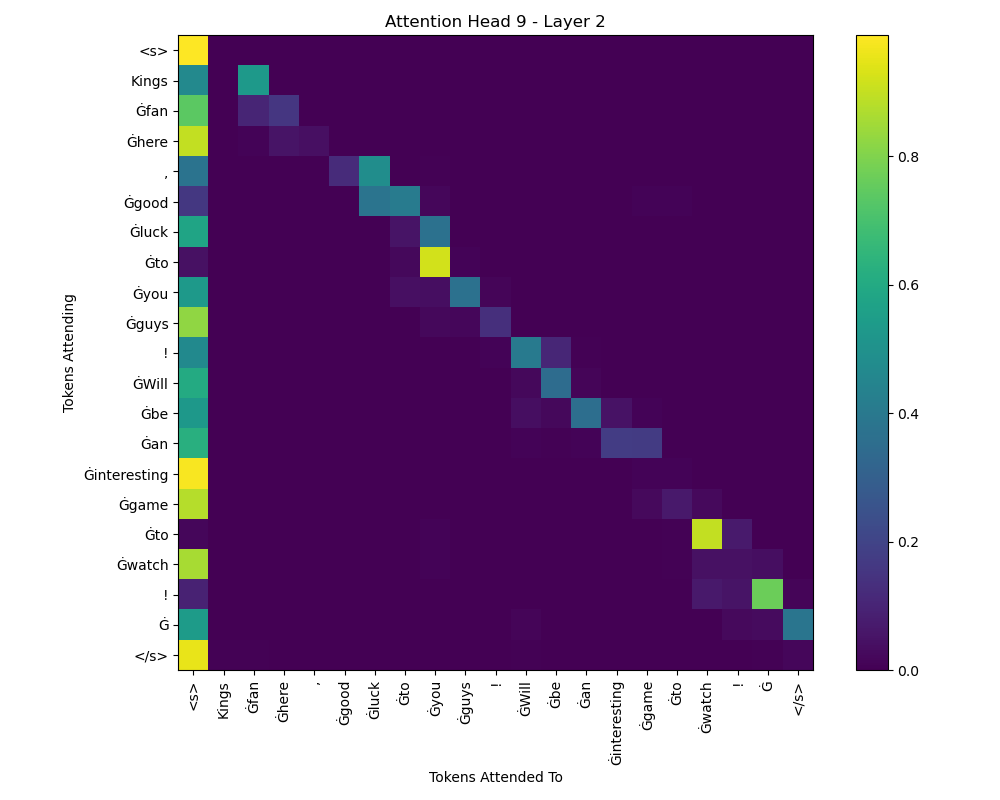 Attention Head 9 - Layer 2
Tokens Attending
<s>
Kings
Ġfan
Ġhere
,
Ġgood
Ġluck
Ġto
Ġyou
Ġguys
!
ĠWill
Ġbe
Ġan
Ġinteresting
Ġgame
Ġto
Ġwatch
!
Ġ
</s>
<s>
Kings
Ġfan
Ġhere
,
Ġgood
Ġluck
Ġto
Ġyou
Ġguys
!
ĠWill
Ġbe
Ġan
Ġinteresting
Ġgame
Ġto
Ġwatch
!
Ġ
</s>
Tokens Attended To
0.8
0.6
0.4
0.2
0.0